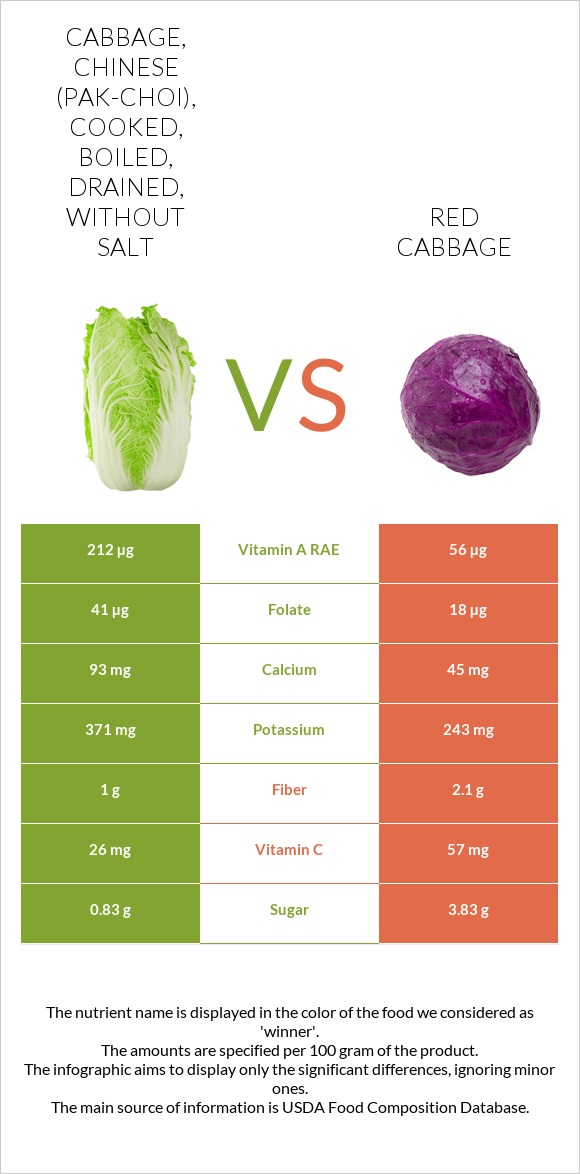 CABBAGE,
CHINESE
(PAK-CHOI),
COOKED,
BOILED,
DRAINED,
WITHOUT
SALT
RED
CABBAGE
VS
212 µg Vitamin A RAE 56 µg
41 µg Folate 18 µg
93 mg Calcium 45 mg
371 mg Potassium 243 mg
1 g Fiber 2.1 g
26 mg Vitamin C 57 mg
0.83 g Sugar 3.83 g
The nutrient name is displayed in the color of the food we considered as
'winner'.
The amounts are specified per 100 gram of the product.
The infographic aims to display only the significant differences, ignoring minor
ones.
The main source of information is USDA Food Composition Database.